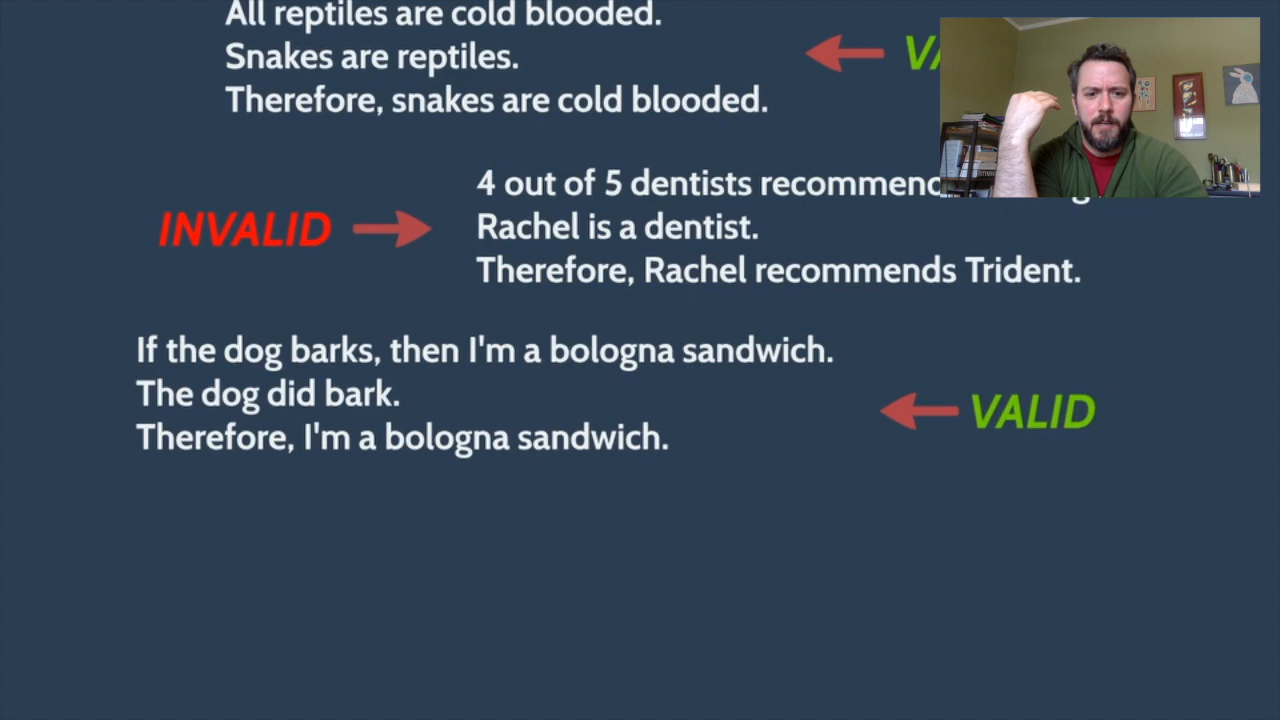 All reptiles are cold blooded.
Snakes are reptiles.
Therefore, snakes are cold blooded.
4 out of 5 dentists
Rachel is a dentist.
Therefore, Rachel recommends Trident.
INVALID
If the dog barks, then I'm a bologna sandwich.
The dog did bark.
Therefore, I'm a bologna sandwich.
VALID